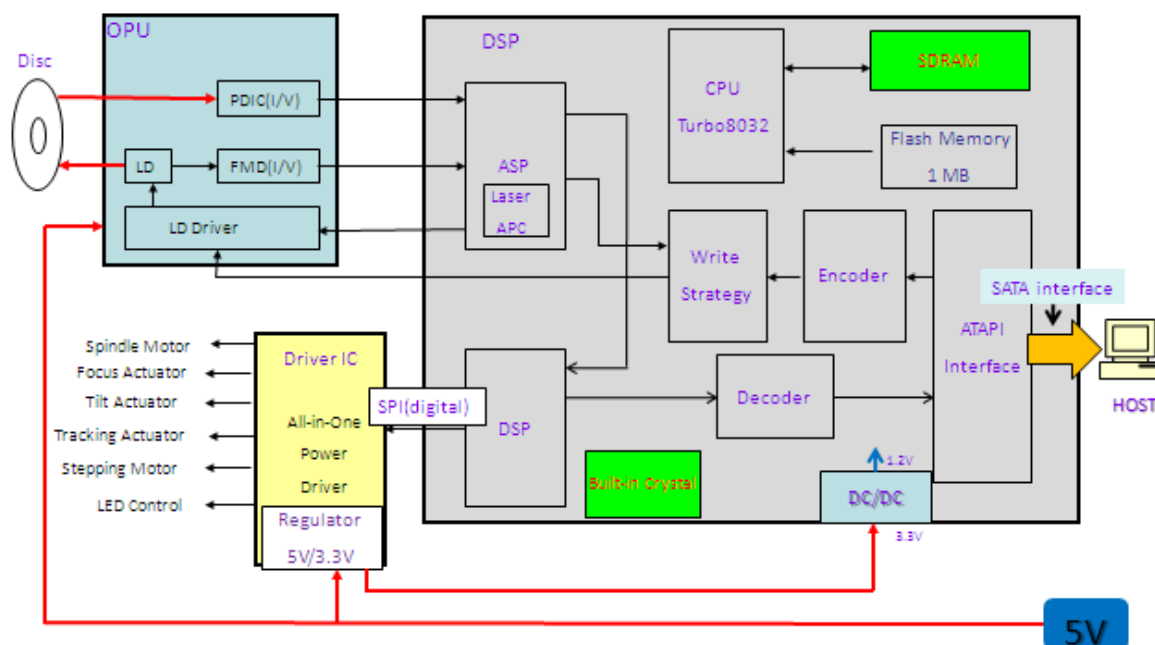 OPU
DSP
Disc
PDIC(I/V)
LD
FMD(I/V)
LD Driver
ASP
Laser
APC
CPU
Turbo8032
SDRAM
Flash Memory
1 MB
Write
Strategy
Encoder
ATAPI
Interface
SATA interface
HOST
Spindle Motor
Focus Actuator
Tilt Actuator
Tracking Actuator
Stepping Motor
LED Control
Driver IC
All-in-One
Power
Driver
Regulator
5V/3.3V
SPI(digital)
DSP
Decoder
Built-in Crystal
1.2V
DC/DC
3.3V
5V